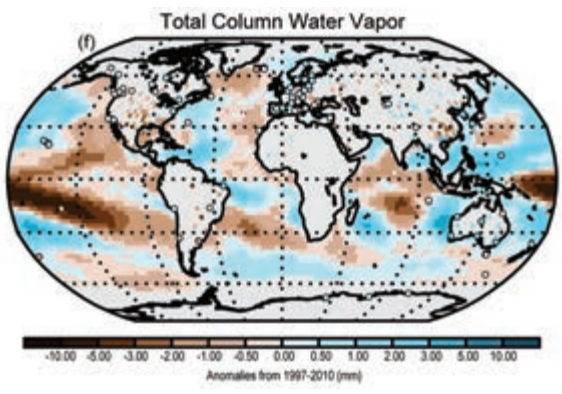 Total Column Water Vapor
(f)
-10.00 -5.00 -3.00 -2.00 -1.00 -0.50 0.00 0.50 1.00 2.00 3.00 5.00 10.00
Anomalies from 1997-2010 (mm)